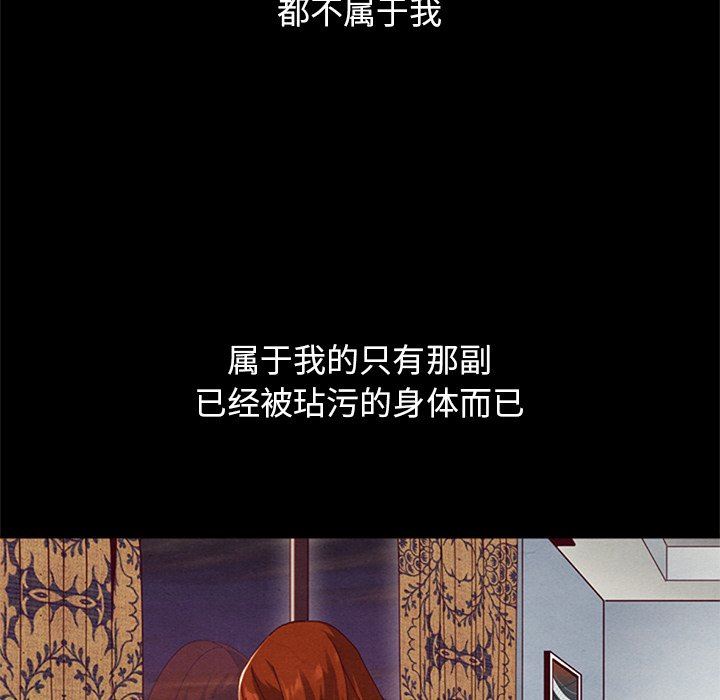 都不属于我
属于我的只有那副
已经被玷污的身体而已